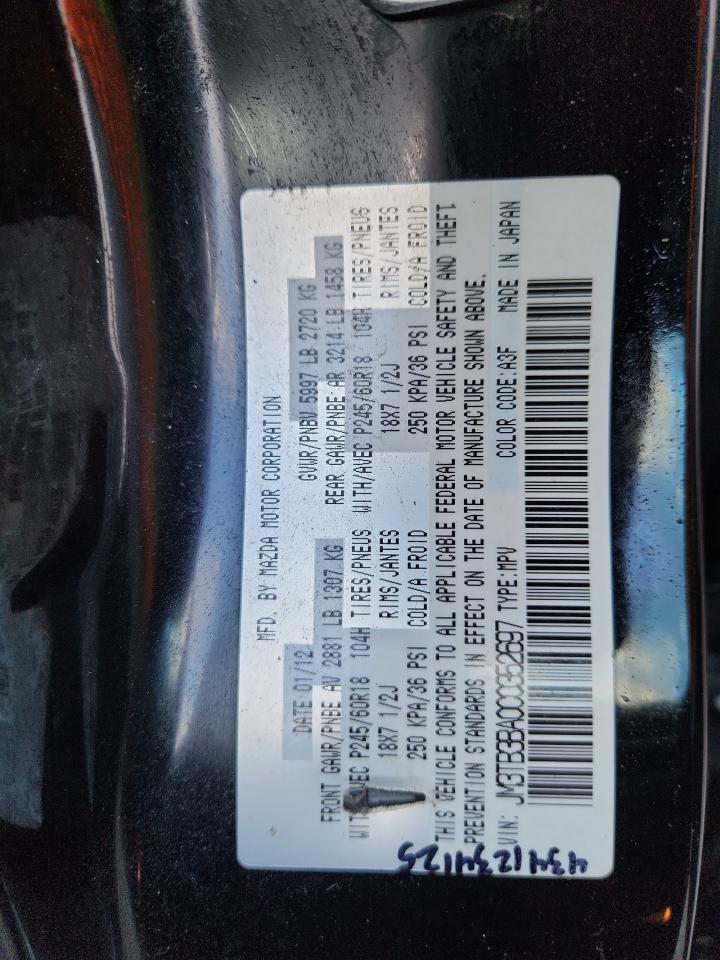 MFD. BY MAZDA MOTOR CORPORATION
DATE 01/12 GVWR/PNBV 5997 LB 2720 KG
FRONT GAWR/PNBE AV 2881 LB 1307 KG REAR GAWR/PNBE AR 3214 LB 1458 KG
WITH/AVEC P245/60R18 104H TIRES/PNEUS WITH/AVEC P245/60R18 104H TIRES/PNEUS
18X7 1/2J RIMS/JANTES 18X7 1/2J RIMS/JANTES
250 KPA/36 PSI COLD/A FROID 250 KPA/36 PSI COLD/A FROID
THIS VEHICLE CONFORMS TO ALL APPLICABLE FEDERAL MOTOR VEHICLE SAFETY AND THEFT
PREVENTION STANDARDS IN EFFECT ON THE DATE OF MANUFACTURE SHOWN ABOVE.
VIN: JM3TB3BA0C0352697 TYPE:MPV COLOR CODE:A3F MADE IN JAPAN